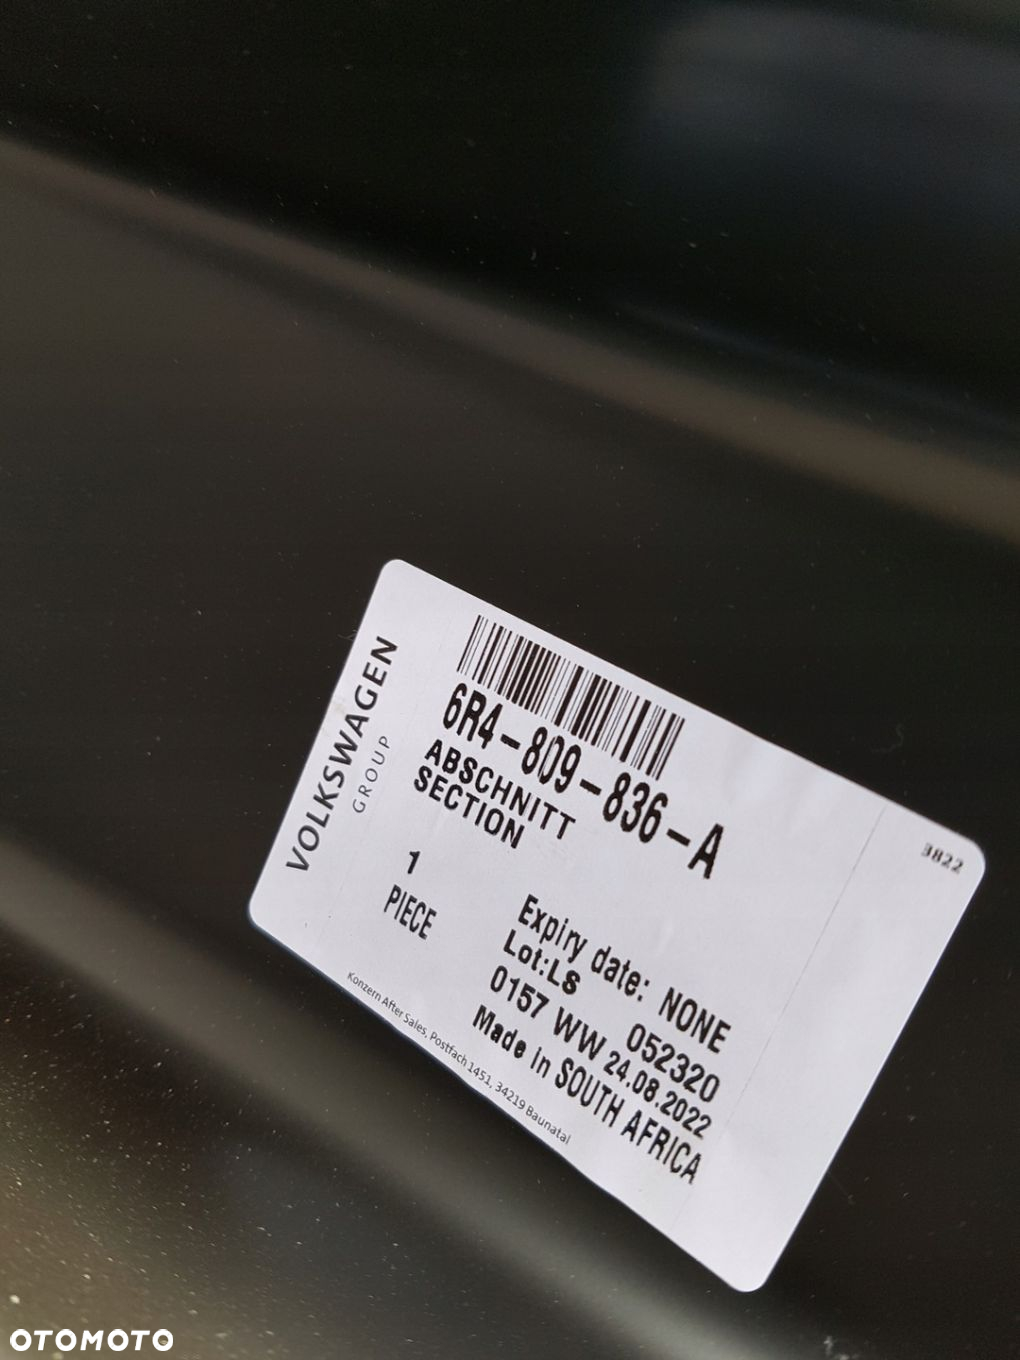 VOLKSWAGEN
GROUP
6R4-809-836-A
ABSCHNITT
SECTION
1
PIECE
Expiry date: NONE
Lot:LS 052320
0157 WW 24.08.2022
Made in SOUTH AFRICA
Konzern After Sales, Postfach 1451, 34219 Baunatal
3822
OTOMOTO